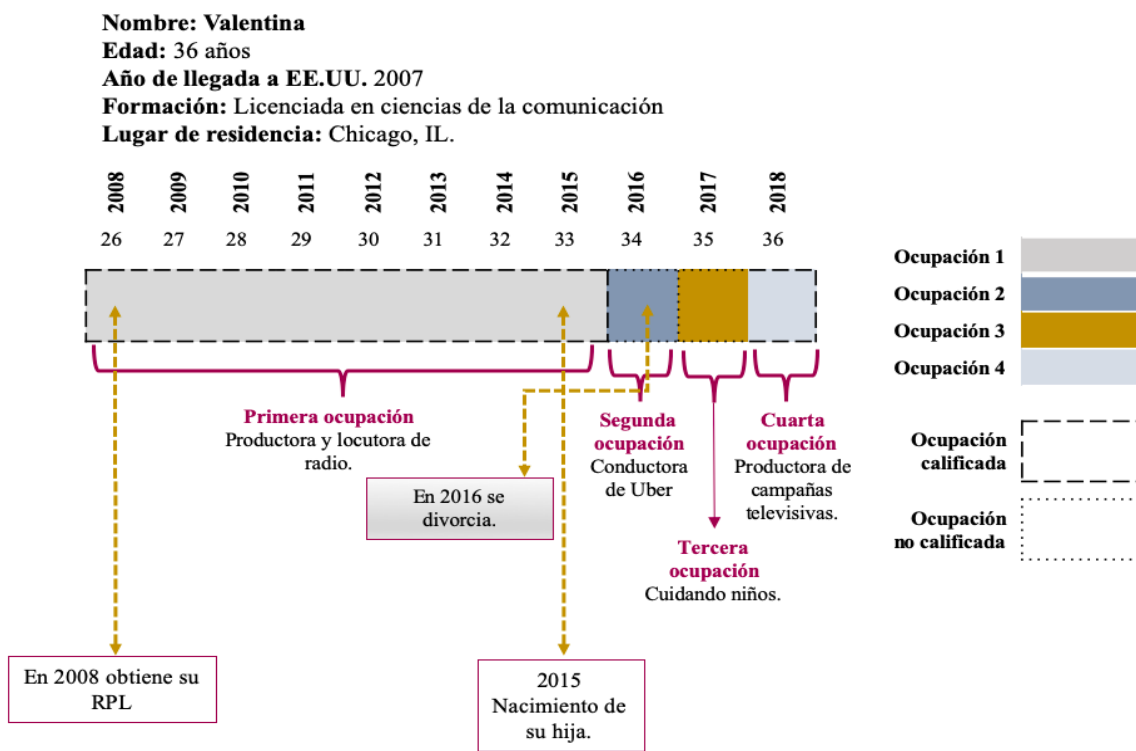 Nombre: Valentina
Edad: 36 años
Año de llegada a EE.UU. 2007
Formación: Licenciada en ciencias de la comunicación
Lugar de residencia: Chicago, IL.
2008 2009 2010 2011 2012 2013 2014 2015 2016 2017 2018
26 27 28 29 30 31 32 33 34 35 36
Primera ocupación
Productora y locutora de
radio.
En 2016 se
divorcia.
Segunda
ocupación
Conductora
de Uber
Tercera
ocupación
Cuidando niños.
Cuarta
ocupación
Productora de
campañas
televisivas.
En 2008 obtiene su
RPL
2015
Nacimiento de
su hija.
Ocupación 1
Ocupación 2
Ocupación 3
Ocupación 4
Ocupación
calificada
Ocupación
no calificada